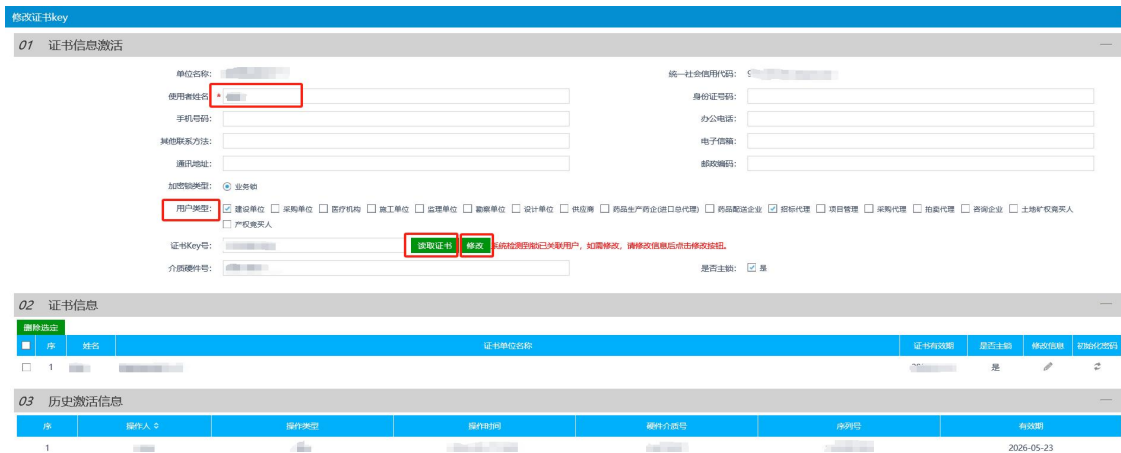 修改证书key
01 证书信息激活
单位名称: 统一社会信用代码: 9
使用者姓名 * 身份证号码:
手机号码: 办公电话:
其他联系方法: 电子信箱:
通讯地址: 邮政编码:
加密锁类型: 业务锁
用户类型: 建设单位 采购单位 医疗机构 施工单位 监理单位 勘察单位 设计单位 供应商 药品生产药企(进口总代理) 药品配送企业 招标代理 项目管理 采购代理 拍卖代理 咨询企业 土地矿权竞买人
产权竞买人
证书Key号: 读取证书 修改 系统检测到锁已关联用户，如需修改，请修改信息后点击修改按钮。
介质硬件号: 是否主锁: 是
02 证书信息
删除选定
序 姓名 证书单位名称 证书有效期 是否主锁 修改信息 初始化密码
1 是
03 历史激活信息
序 操作人 操作类型 操作时间 硬件介质号 序列号 有效期
1 2026-05-23